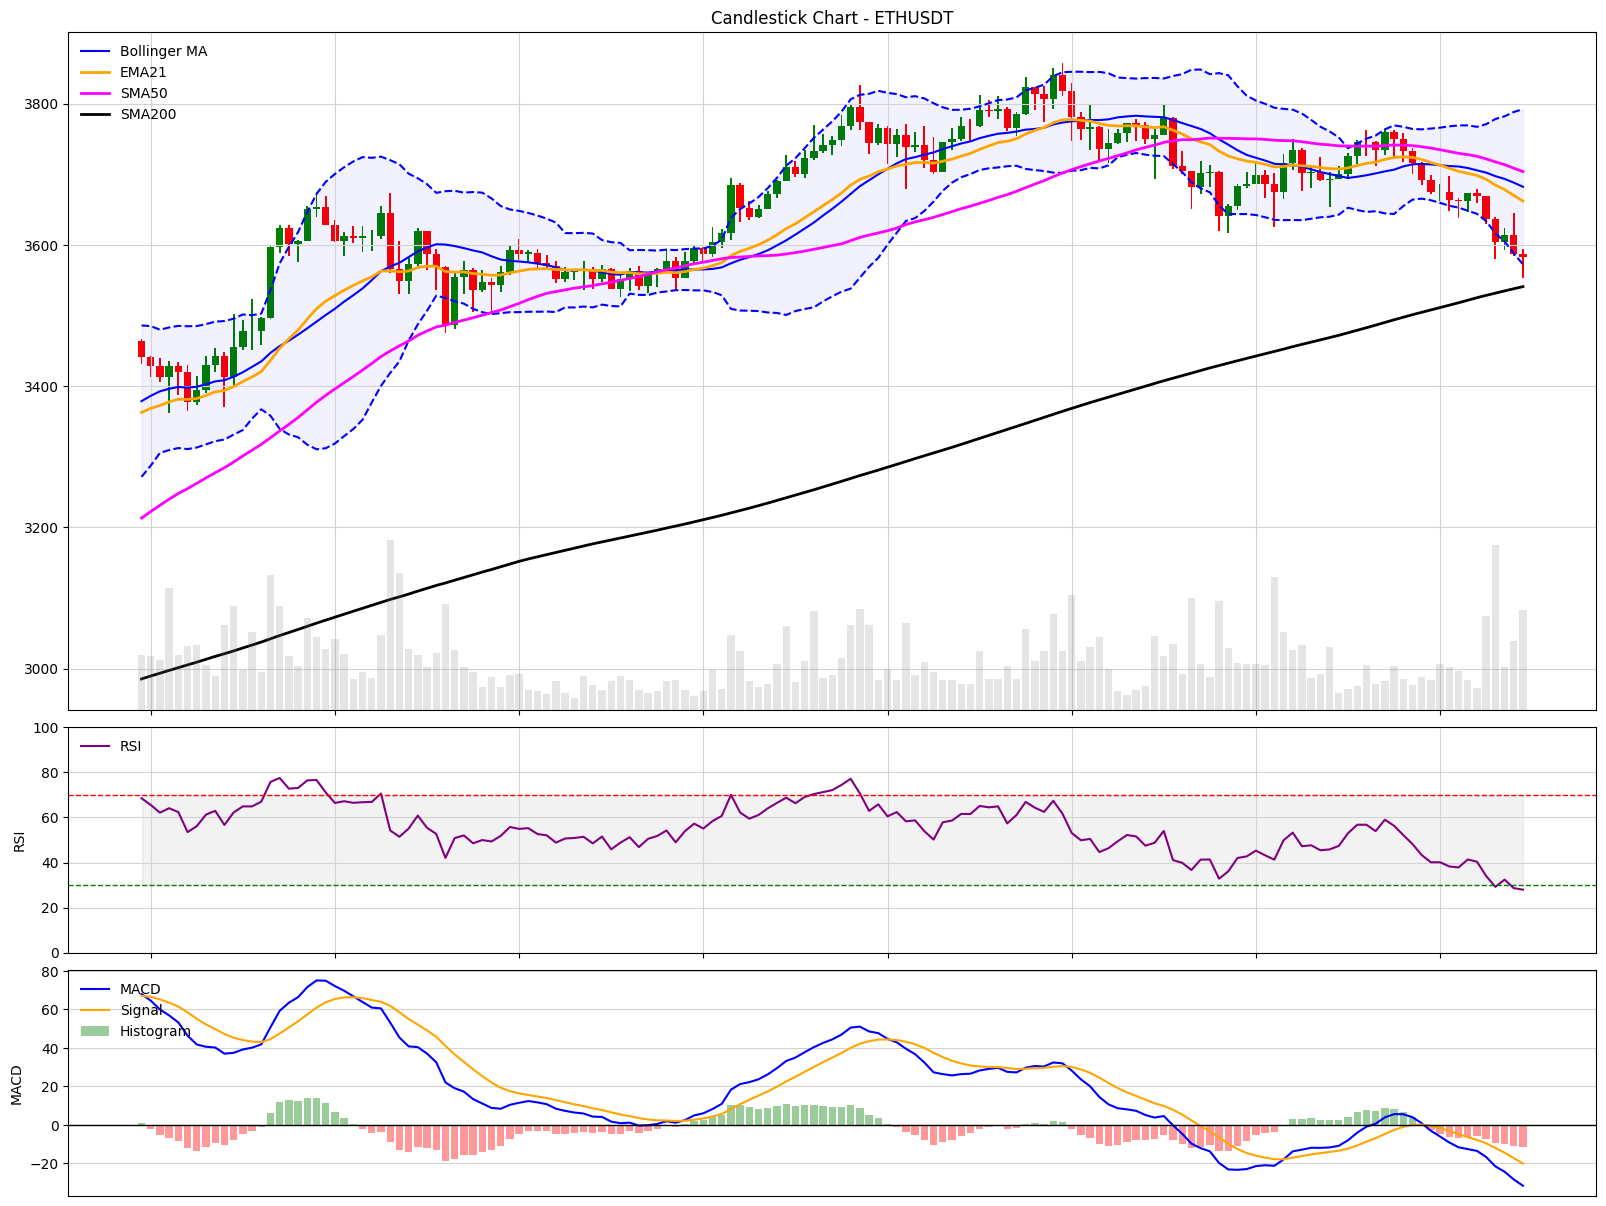 Candlestick Chart - ETHUSDT
Bollinger MA
EMA21
SMA50
SMA200
3800
3600
3400
3200
3000
RSI
100
80
60
40
20
0
RSI
MACD
Signal
Histogram
80
60
40
20
0
−20
MACD